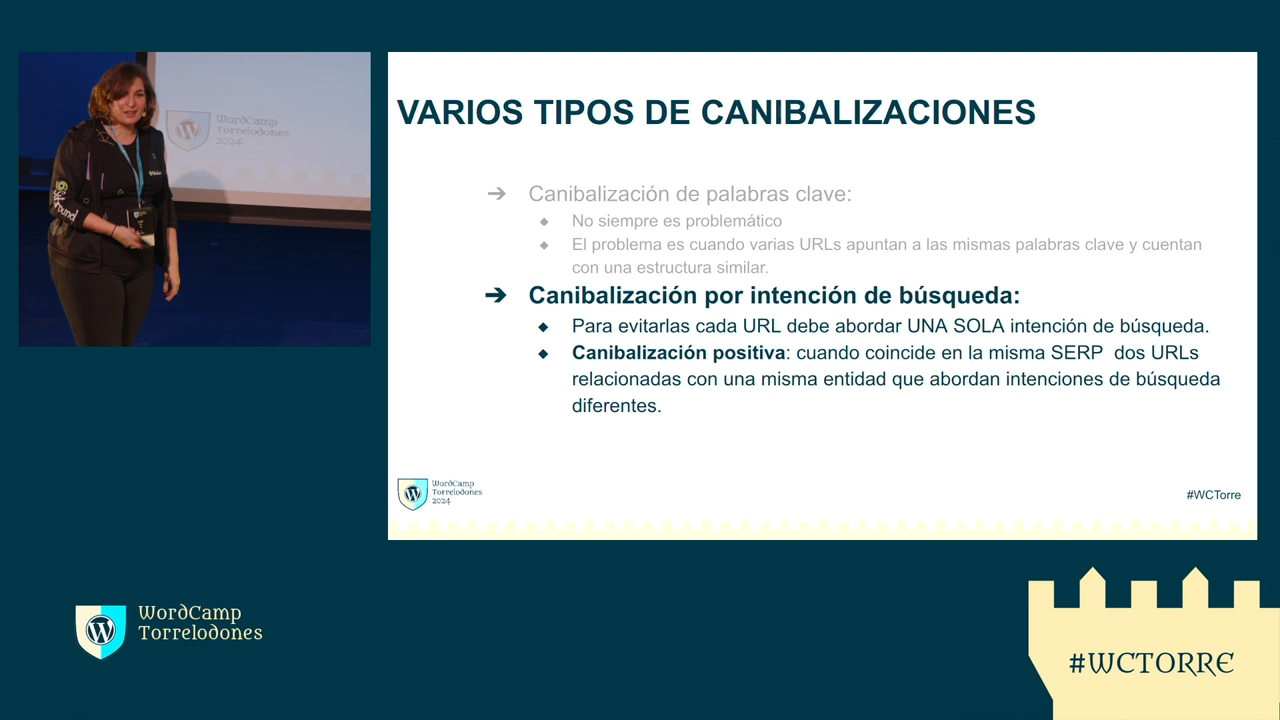 WordCamp
Torrelodones
2024
VARIOS TIPOS DE CANIBALIZACIONES
➔ Canibalización de palabras clave:
◆ No siempre es problemático
◆ El problema es cuando varias URLs apuntan a las mismas palabras clave y cuentan
con una estructura similar.
➔ Canibalización por intención de búsqueda:
◆ Para evitarlas cada URL debe abordar UNA SOLA intención de búsqueda.
◆ Canibalización positiva: cuando coincide en la misma SERP dos URLs
relacionadas con una misma entidad que abordan intenciones de búsqueda
diferentes.
WordCamp
Torrelodones
2024
#WCTorre
WordCamp
Torrelodones
#WCTORRE